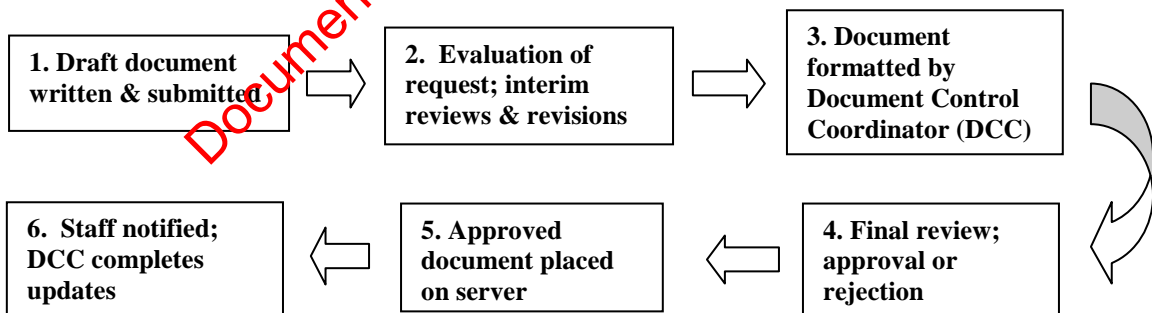 1. Draft document
written & submitted
2. Evaluation of
request; interim
reviews & revisions
3. Document
formatted by
Document Control
Coordinator (DCC)
4. Final review;
approval or
rejection
5. Approved
document placed
on server
6. Staff notified;
DCC completes
updates